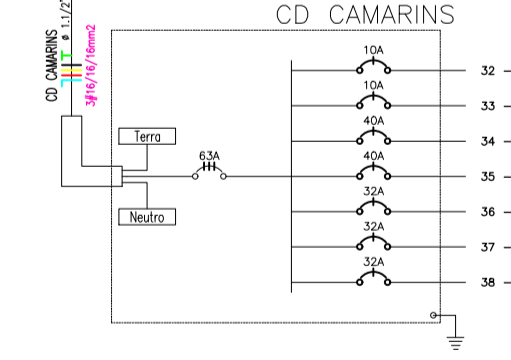 CD CAMARINS
ø 1.1/2"
CD CAMARINS
3#16/16/16mm2
Terra
Neutro
63A
10A
32
10A
33
40A
34
40A
35
32A
36
32A
37
32A
38